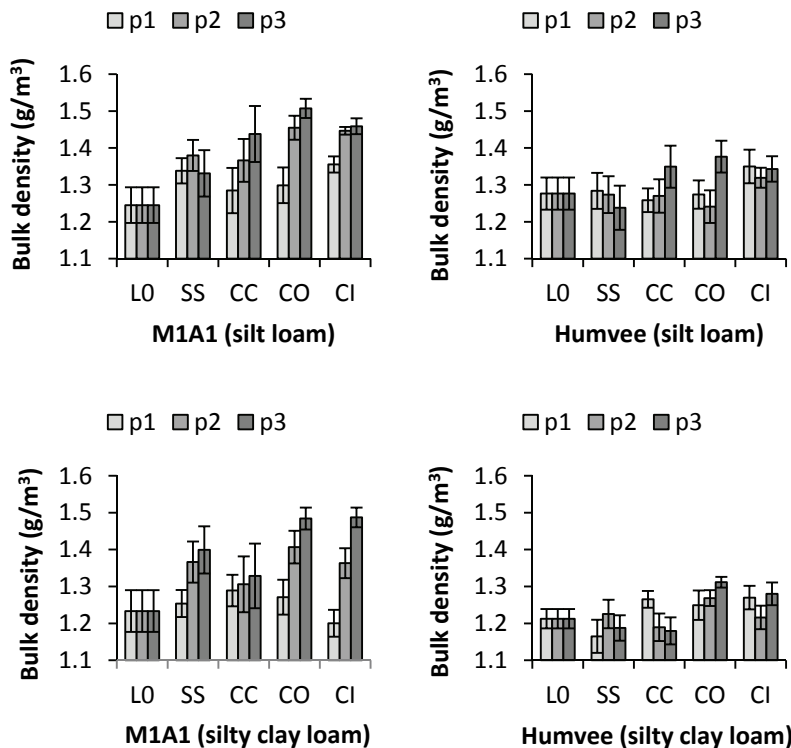 □ p1 ■ p2 ■ p3
Bulk density (g/m³)
1.6
1.5
1.4
1.3
1.2
1.1
L0 SS CC CO CI
M1A1 (silt loam)
□ p1 ■ p2 ■ p3
Bulk density (g/m³)
1.6
1.5
1.4
1.3
1.2
1.1
L0 SS CC CO CI
Humvee (silt loam)
□ p1 ■ p2 ■ p3
Bulk density (g/m³)
1.6
1.5
1.4
1.3
1.2
1.1
L0 SS CC CO CI
M1A1 (silty clay loam)
□ p1 ■ p2 ■ p3
Bulk density (g/m³)
1.6
1.5
1.4
1.3
1.2
1.1
L0 SS CC CO CI
Humvee (silty clay loam)